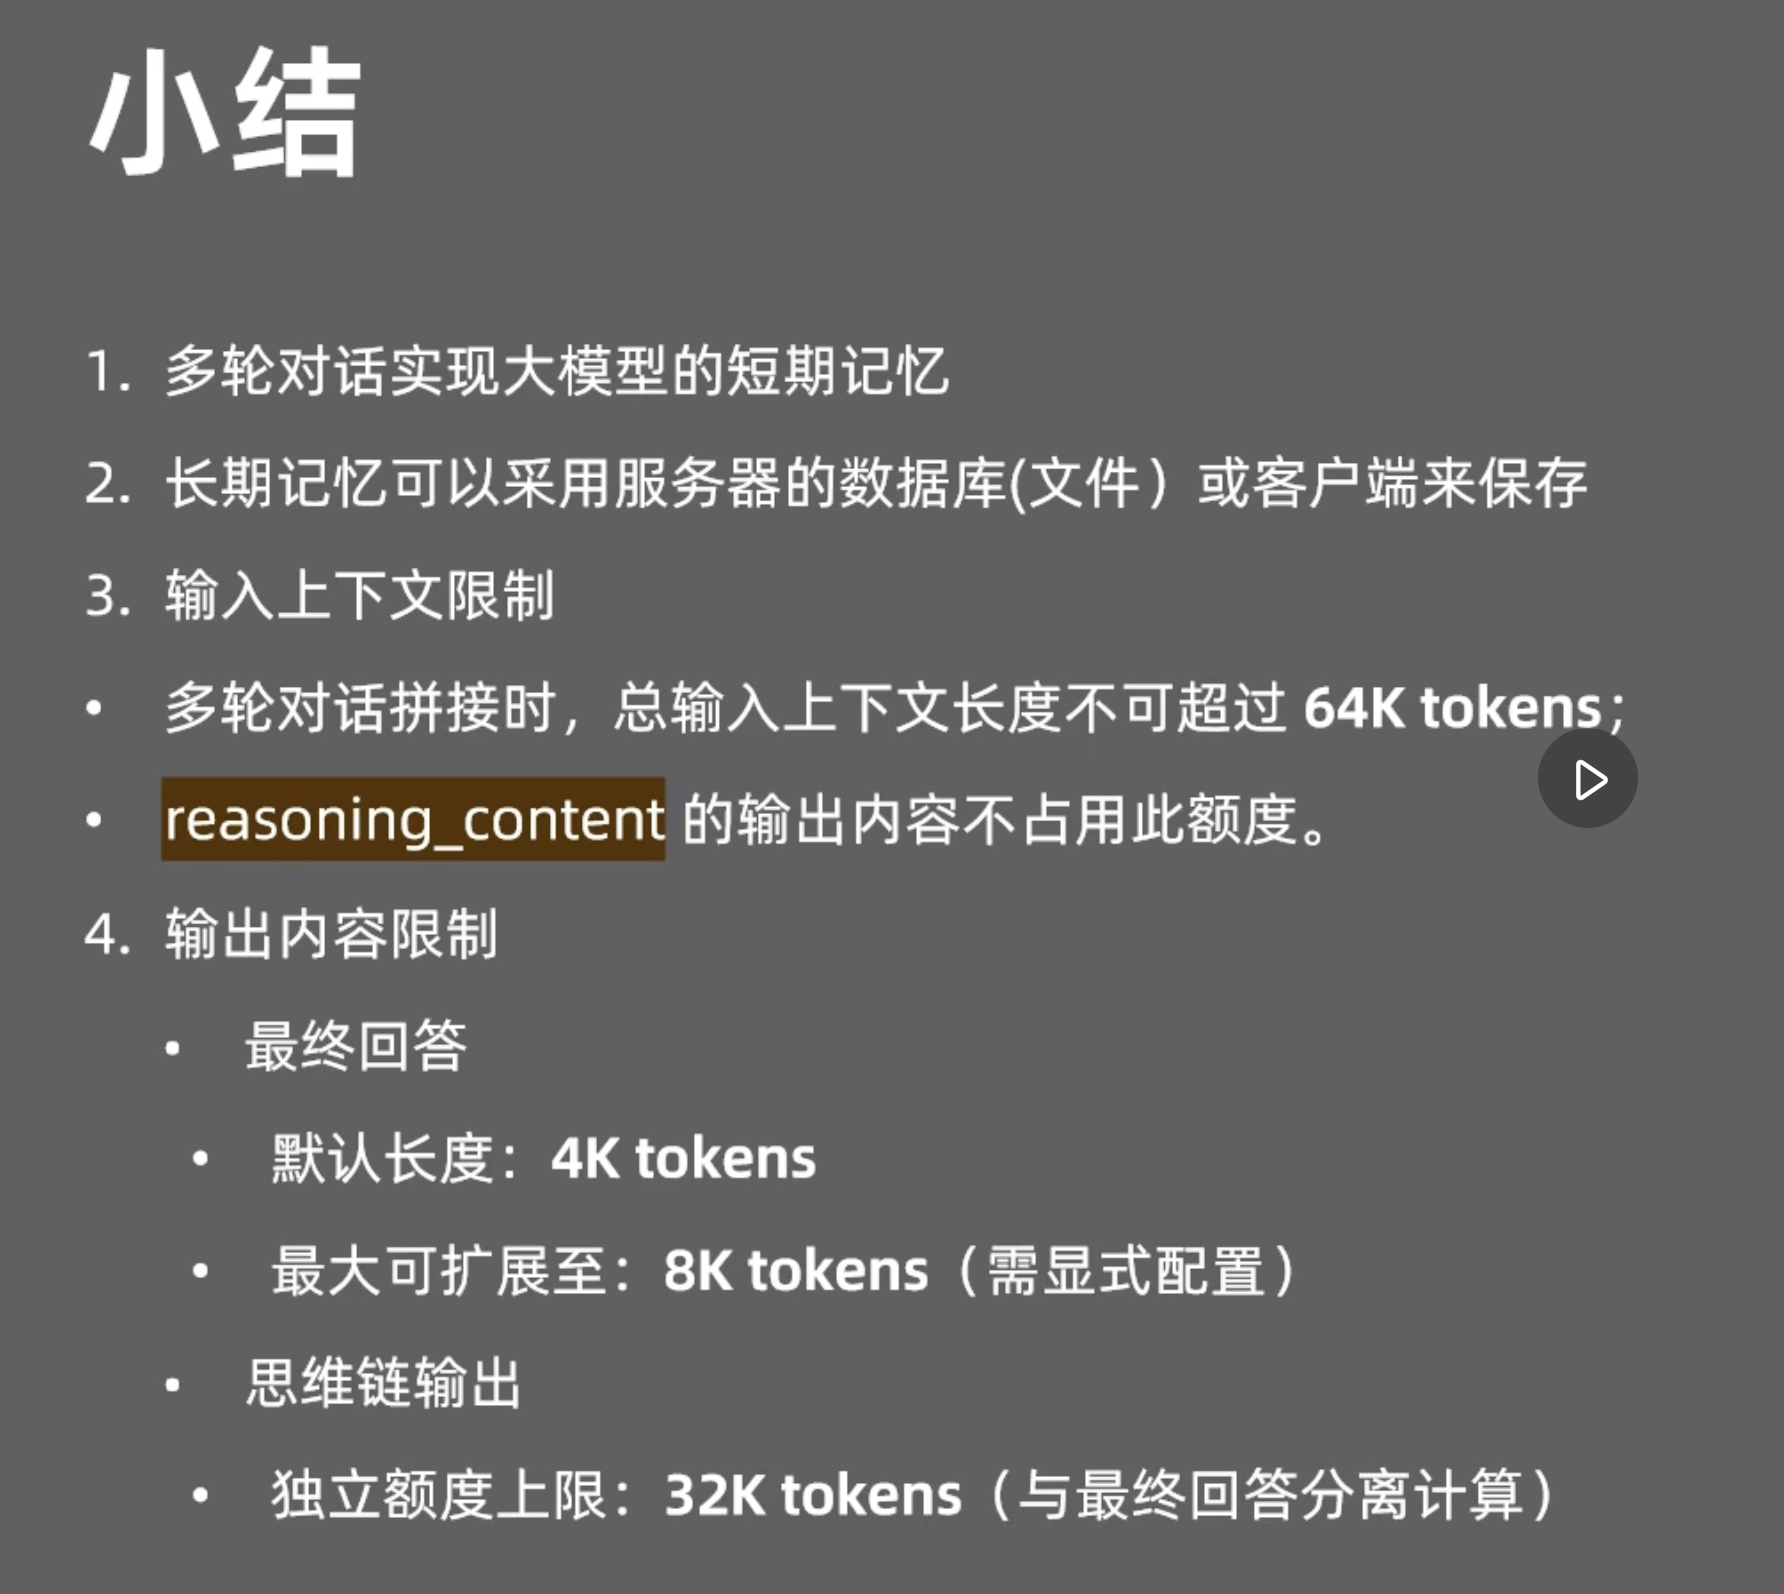 小结
1. 多轮对话实现大模型的短期记忆
2. 长期记忆可以采用服务器的数据库(文件）或客户端来保存
3. 输入上下文限制
• 多轮对话拼接时，总输入上下文长度不可超过 64K tokens；
• reasoning_content 的输出内容不占用此额度。
4. 输出内容限制
• 最终回答
• 默认长度：4K tokens
• 最大可扩展至：8K tokens（需显式配置）
• 思维链输出
• 独立额度上限：32K tokens（与最终回答分离计算）